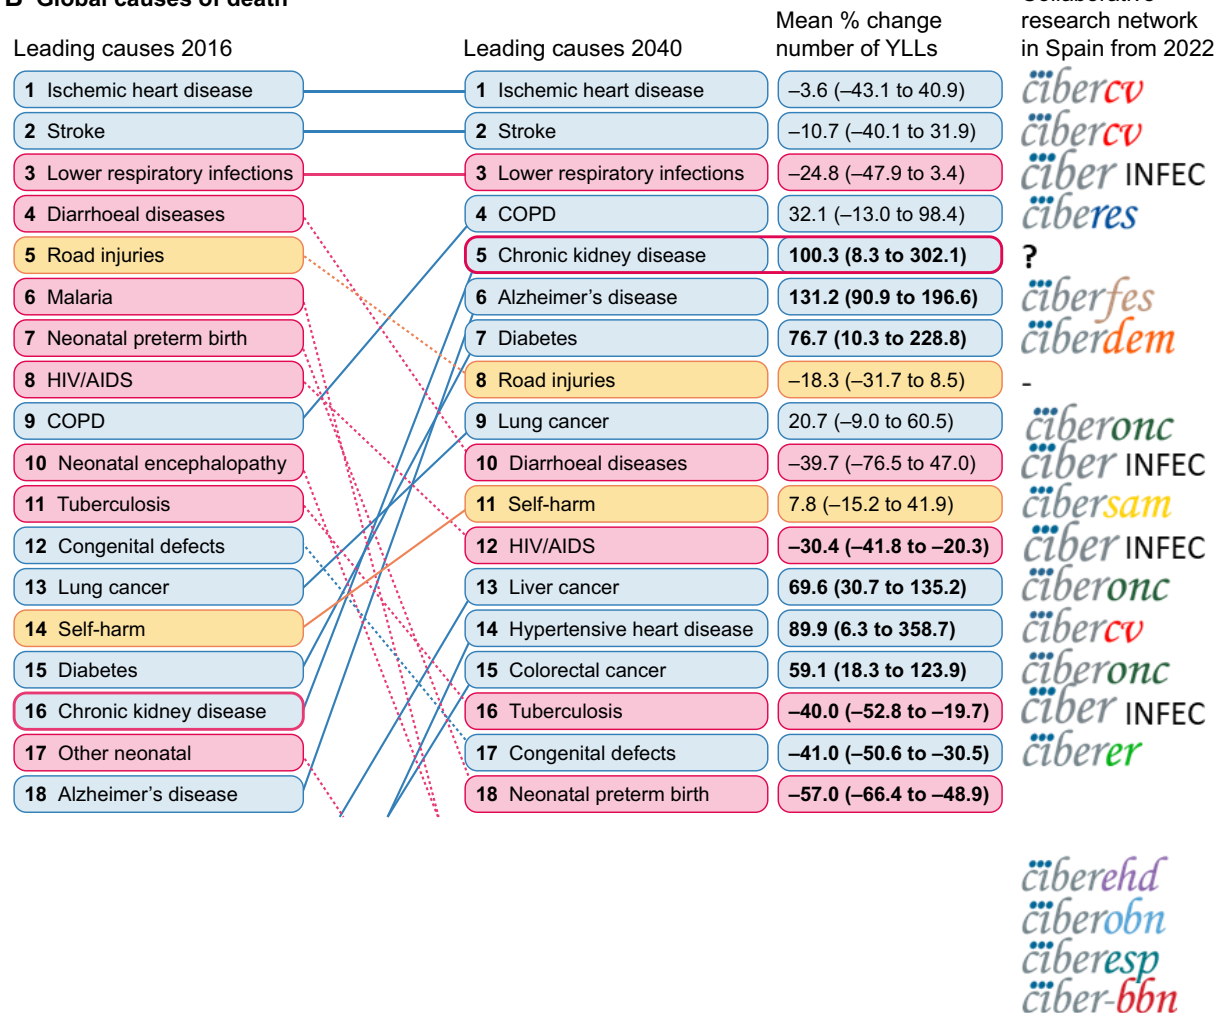 B Global causes of death
Collaborative
Mean % change
research network
Leading causes 2016
Leading causes 2040
number of YLLs
in Spain from 2022
1 Ischemic heart disease
1 Ischemic heart disease
–3.6 (–43.1 to 40.9)
cibercv
2 Stroke
2 Stroke
–10.7 (–40.1 to 31.9)
cibercv
3 Lower respiratory infections
3 Lower respiratory infections
–24.8 (–47.9 to 3.4)
ciber INFEC
4 Diarrhoeal diseases
4 COPD
32.1 (–13.0 to 98.4)
ciberes
5 Road injuries
5 Chronic kidney disease
100.3 (8.3 to 302.1)
?
6 Malaria
6 Alzheimer’s disease
131.2 (90.9 to 196.6)
ciberfes
7 Neonatal preterm birth
7 Diabetes
76.7 (10.3 to 228.8)
ciberdem
8 HIV/AIDS
8 Road injuries
–18.3 (–31.7 to 8.5)
-
9 COPD
9 Lung cancer
20.7 (–9.0 to 60.5)
ciberonc
10 Neonatal encephalopathy
10 Diarrhoeal diseases
–39.7 (–76.5 to 47.0)
ciber INFEC
11 Tuberculosis
11 Self-harm
7.8 (–15.2 to 41.9)
cibersam
12 Congenital defects
12 HIV/AIDS
–30.4 (–41.8 to –20.3)
ciber INFEC
13 Lung cancer
13 Liver cancer
69.6 (30.7 to 135.2)
ciberonc
14 Self-harm
14 Hypertensive heart disease
89.9 (6.3 to 358.7)
cibercv
15 Diabetes
15 Colorectal cancer
59.1 (18.3 to 123.9)
ciberonc
16 Chronic kidney disease
16 Tuberculosis
–40.0 (–52.8 to –19.7)
ciber INFEC
17 Other neonatal
17 Congenital defects
–41.0 (–50.6 to –30.5)
ciberer
18 Alzheimer’s disease
18 Neonatal preterm birth
–57.0 (–66.4 to –48.9)
ciberehd
ciberobn
ciberesp
ciber-bbn